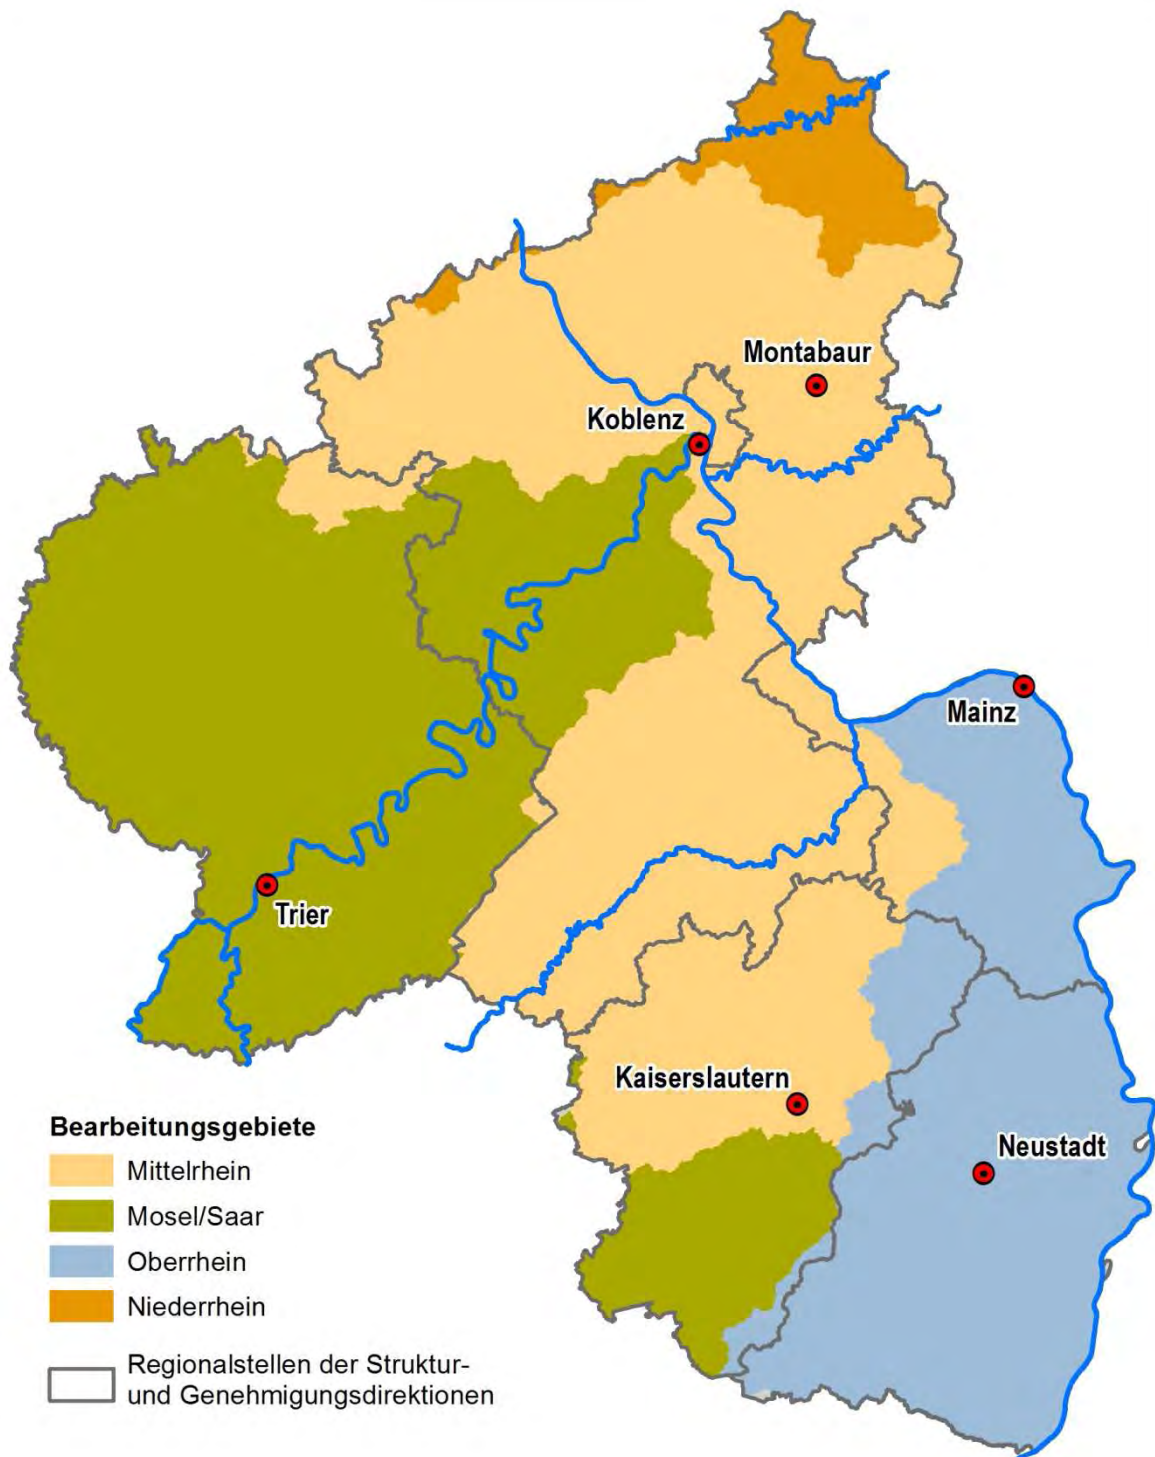 Montabaur
Koblenz
Mainz
Trier
Kaiserslautern
Neustadt
Bearbeitungsgebiete
Mittelrhein
Mosel/Saar
Oberrhein
Niederrhein
Regionalstellen der Struktur-
und Genehmigungsdirektionen